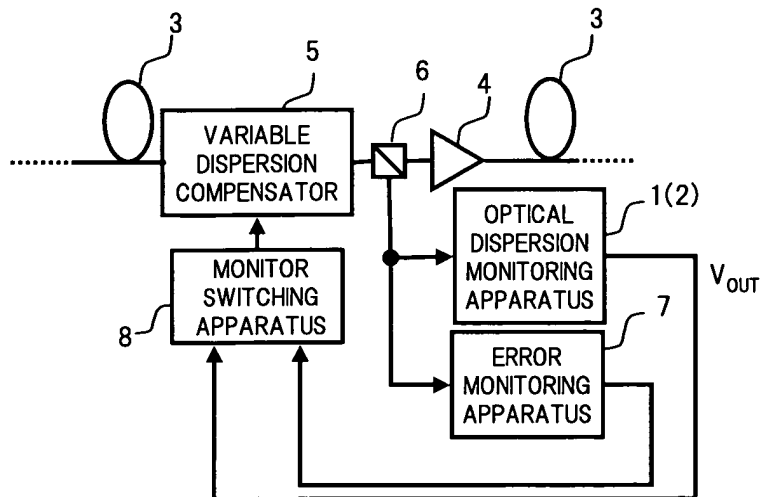 3
5
6
4
3
VARIABLE
DISPERSION
COMPENSATOR
1(2)
OPTICAL
DISPERSION
MONITORING
APPARATUS
VOUT
MONITOR
SWITCHING
APPARATUS
8
7
ERROR
MONITORING
APPARATUS